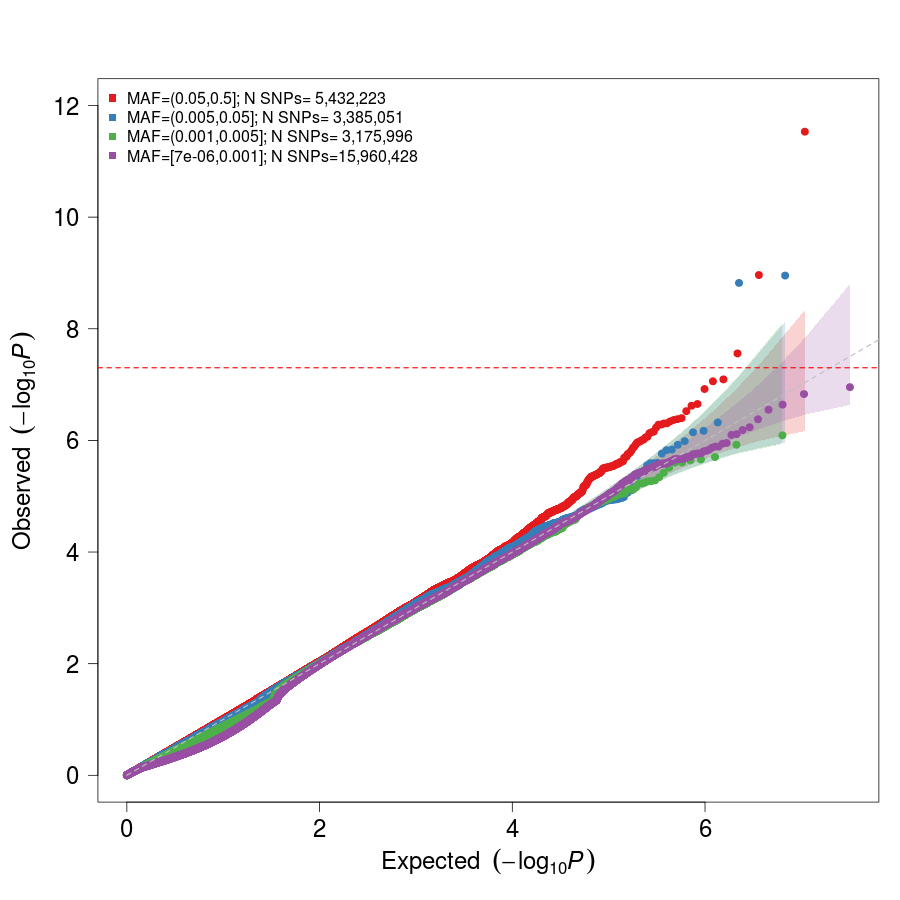 MAF=(0.05,0.5]; N SNPs= 5,432,223
MAF=(0.005,0.05]; N SNPs= 3,385,051
MAF=(0.001,0.005]; N SNPs= 3,175,996
MAF=[7e-06,0.001]; N SNPs=15,960,428
12
10
8
6
4
2
0
Observed (−log10P)
0 2 4 6
Expected (−log10P)